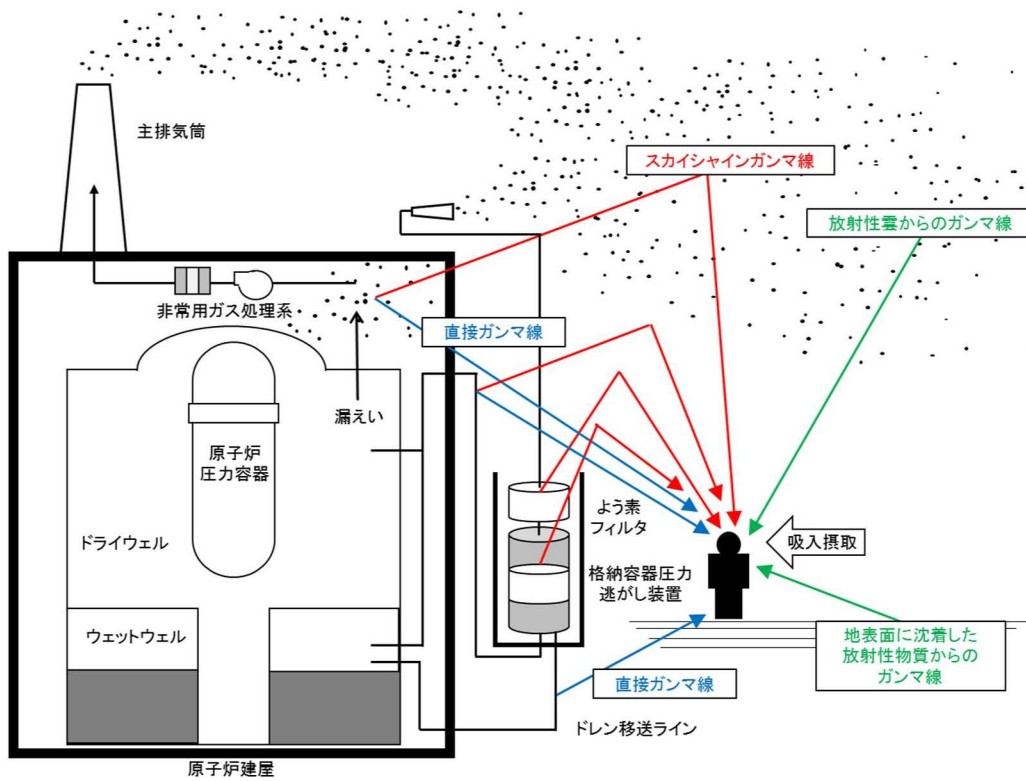 主排気筒
スカイシャインガンマ線
放射性雲からのガンマ線
非常用ガス処理系
直接ガンマ線
漏えい
原子炉
圧力容器
よう素
フィルタ
吸入摂取
ドライウェル
格納容器圧力
逃がし装置
ウェットウェル
地表面に沈着した
放射性物質からの
ガンマ線
直接ガンマ線
ドレン移送ライン
原子炉建屋